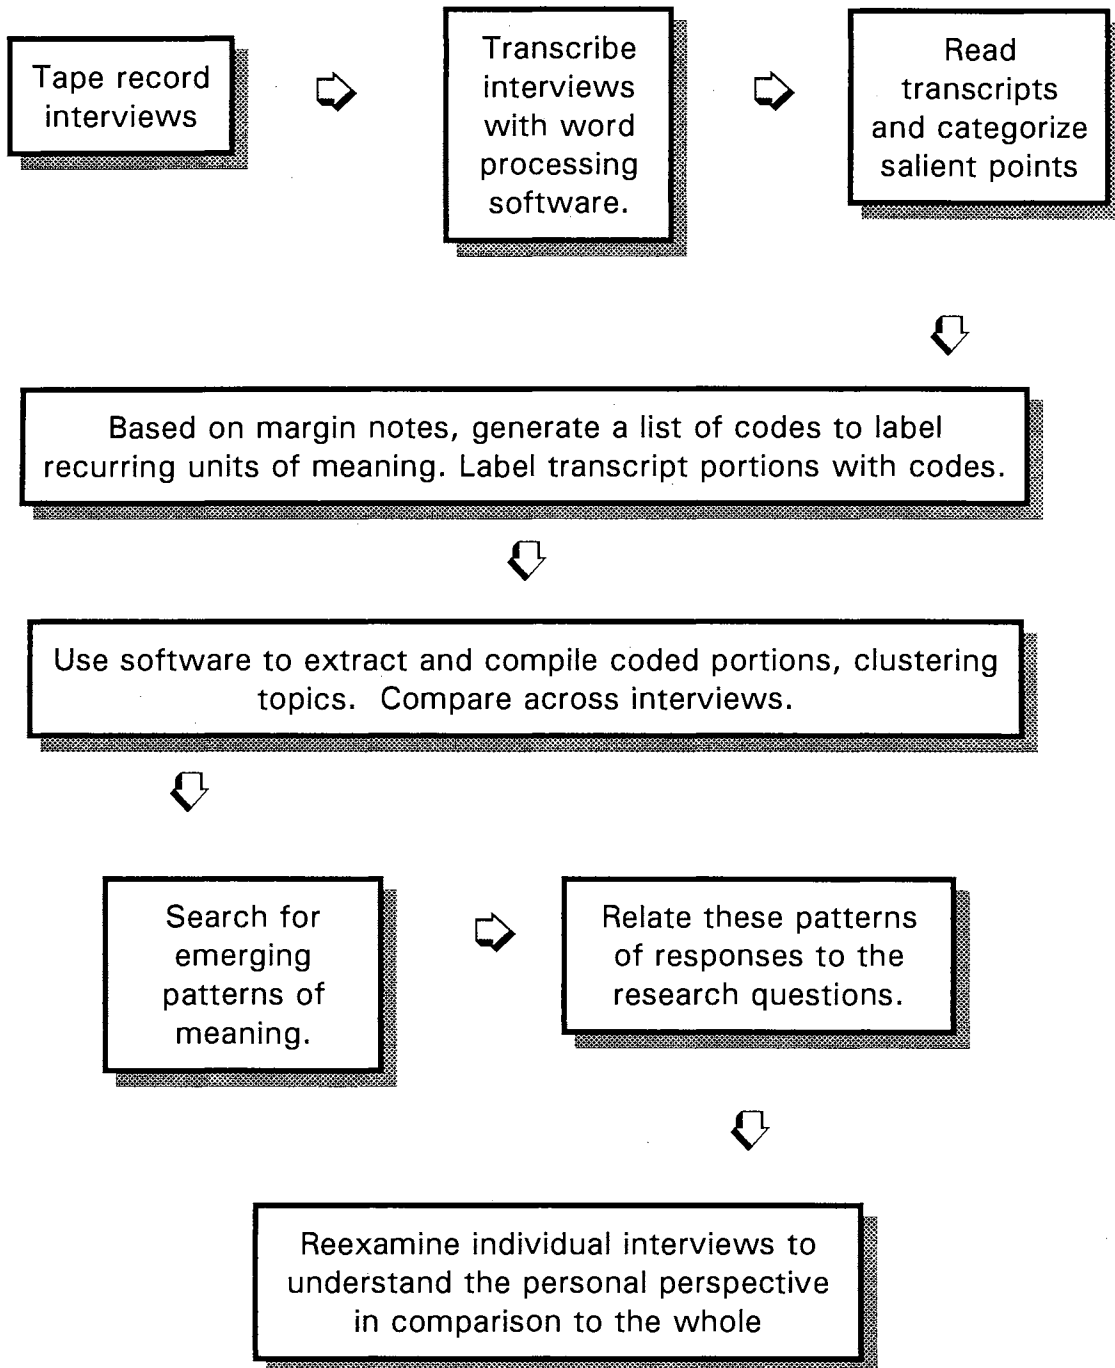 Tape record
interviews
Transcribe
interviews
with word
processing
software.
Read
transcripts
and categorize
salient points
Based on margin notes, generate a list of codes to label
recurring units of meaning. Label transcript portions with codes.
Use software to extract and compile coded portions, clustering
topics. Compare across interviews.
Search for
emerging
patterns of
meaning.
Relate these patterns
of responses to the
research questions.
Reexamine individual interviews to
understand the personal perspective
in comparison to the whole